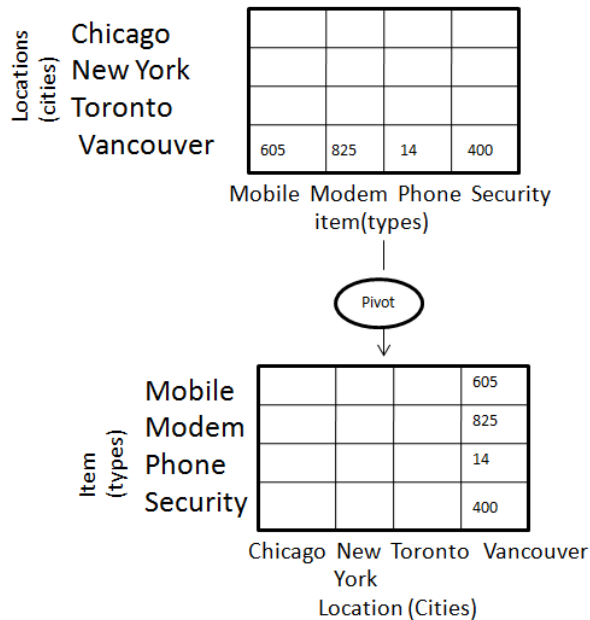 Locations
(cities)
Chicago
New York
Toronto
Vancouver
605 825 14 400
Mobile Modem Phone Security
item(types)
Pivot
Item
(types)
Mobile 605
Modem 825
Phone 14
Security 400
Chicago New Toronto Vancouver
York
Location (Cities)